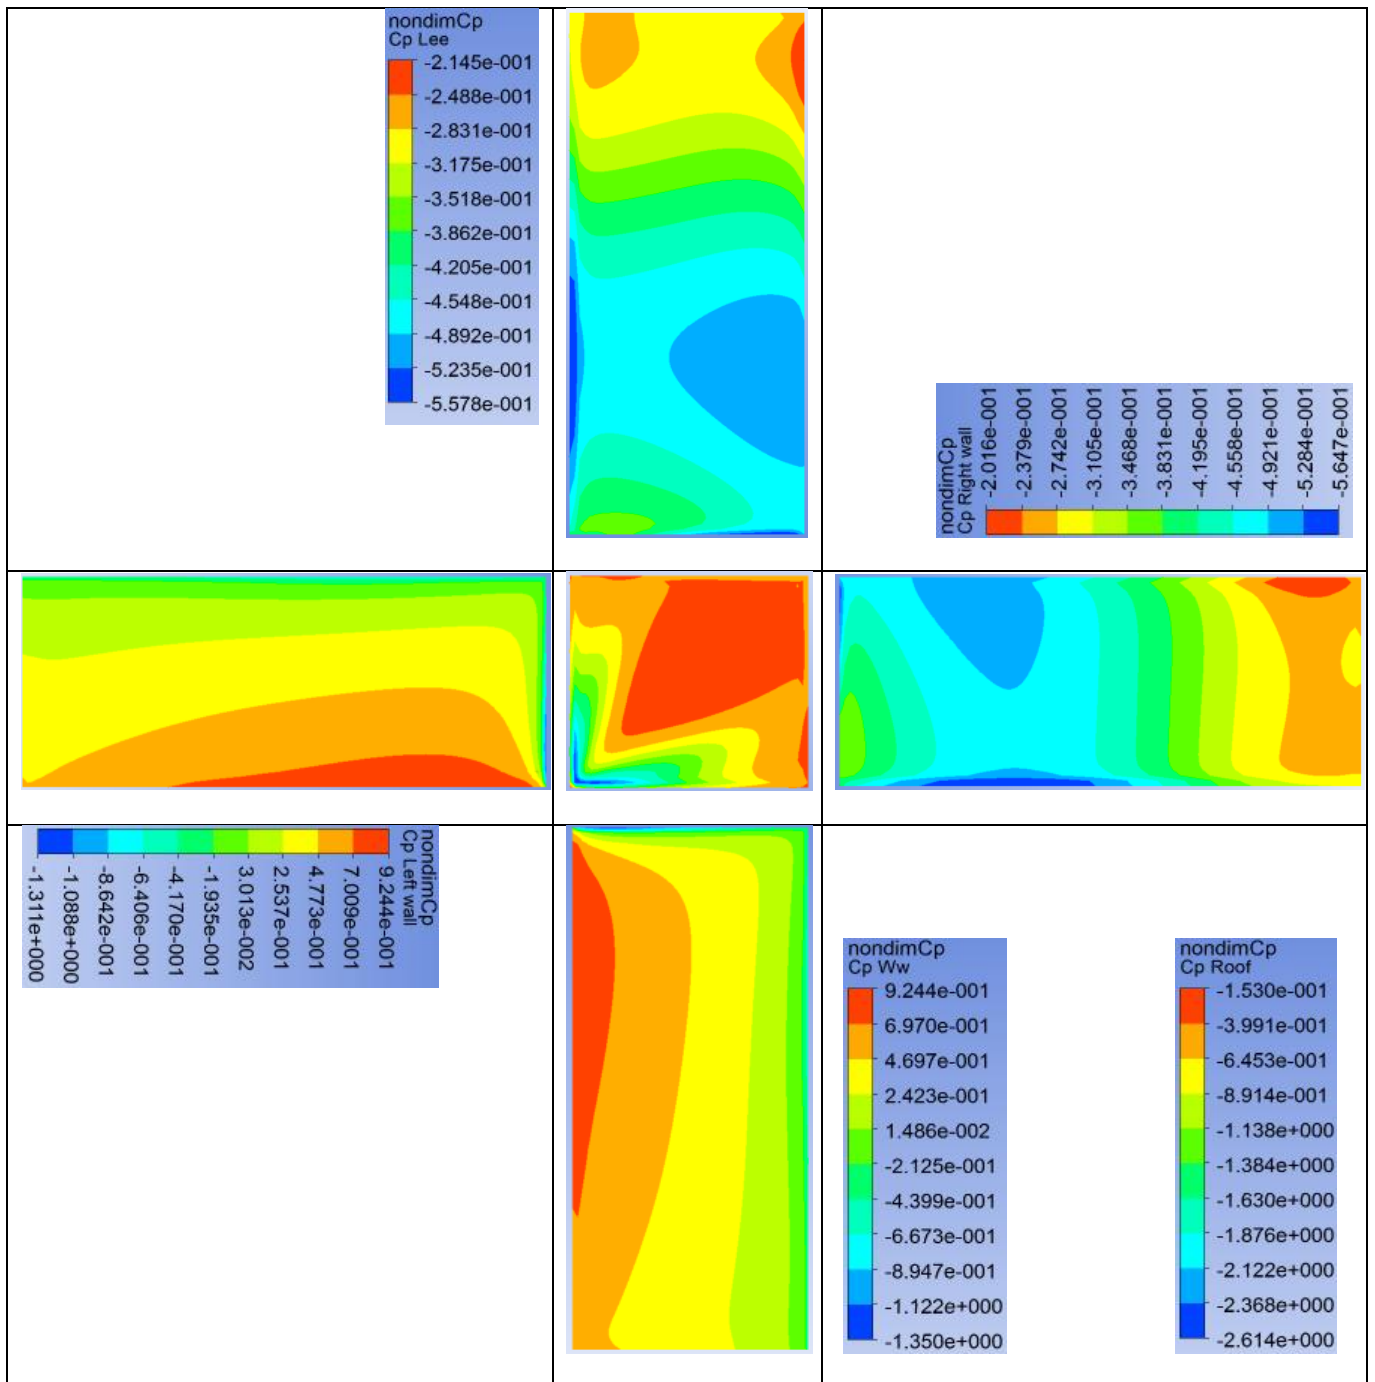 nondimCp
Cp Lee
-2.145e-001
-2.488e-001
-2.831e-001
-3.175e-001
-3.518e-001
-3.862e-001
-4.205e-001
-4.548e-001
-4.892e-001
-5.235e-001
-5.578e-001
nondimCp
Cp Right wall
-2.016e-001
-2.379e-001
-2.742e-001
-3.105e-001
-3.468e-001
-3.831e-001
-4.195e-001
-4.558e-001
-4.921e-001
-5.284e-001
-5.647e-001
nondimCp
Cp Left wall
9.244e-001
7.009e-001
4.773e-001
2.537e-001
3.013e-002
-1.935e-001
-4.170e-001
-6.406e-001
-8.642e-001
-1.088e+000
-1.311e+000
nondimCp
Cp Ww
9.244e-001
6.970e-001
4.697e-001
2.423e-001
1.486e-002
-2.125e-001
-4.399e-001
-6.673e-001
-8.947e-001
-1.122e+000
-1.350e+000
nondimCp
Cp Roof
-1.530e-001
-3.991e-001
-6.453e-001
-8.914e-001
-1.138e+000
-1.384e+000
-1.630e+000
-1.876e+000
-2.122e+000
-2.368e+000
-2.614e+000